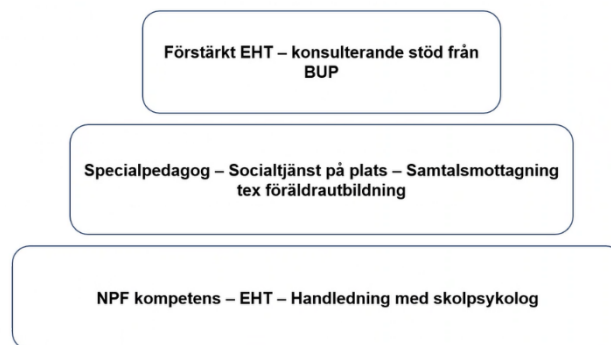 Förstärkt EHT – konsulterande stöd från
BUP
Specialpedagog – Socialtjänst på plats – Samtalsmottagning
tex föräldrautbildning
NPF kompetens – EHT – Handledning med skolpsykolog